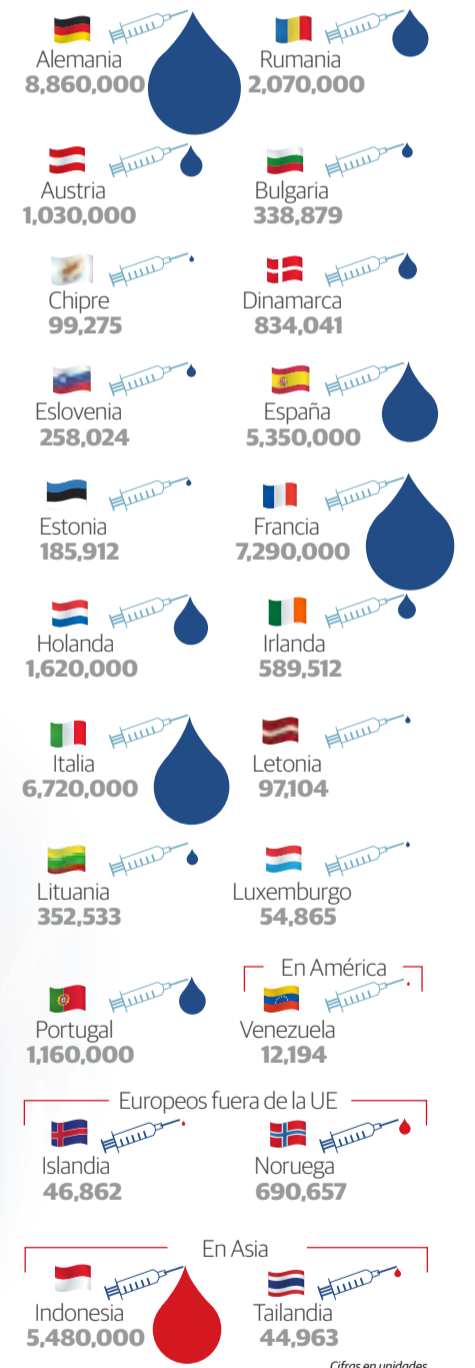 Alemania
8,860,000
Rumania
2,070,000
Austria
1,030,000
Bulgaria
338,879
Chipre
99,275
Dinamarca
834,041
Eslovenia
258,024
España
5,350,000
Estonia
185,912
Francia
7,290,000
Holanda
1,620,000
Irlanda
589,512
Italia
6,720,000
Letonia
97,104
Lituania
352,533
Luxemburgo
54,865
Portugal
1,160,000
En América
Venezuela
12,194
Europeos fuera de la UE
Islandia
46,862
Noruega
690,657
En Asia
Indonesia
5,480,000
Tailandia
44,963
Cifras en unidades